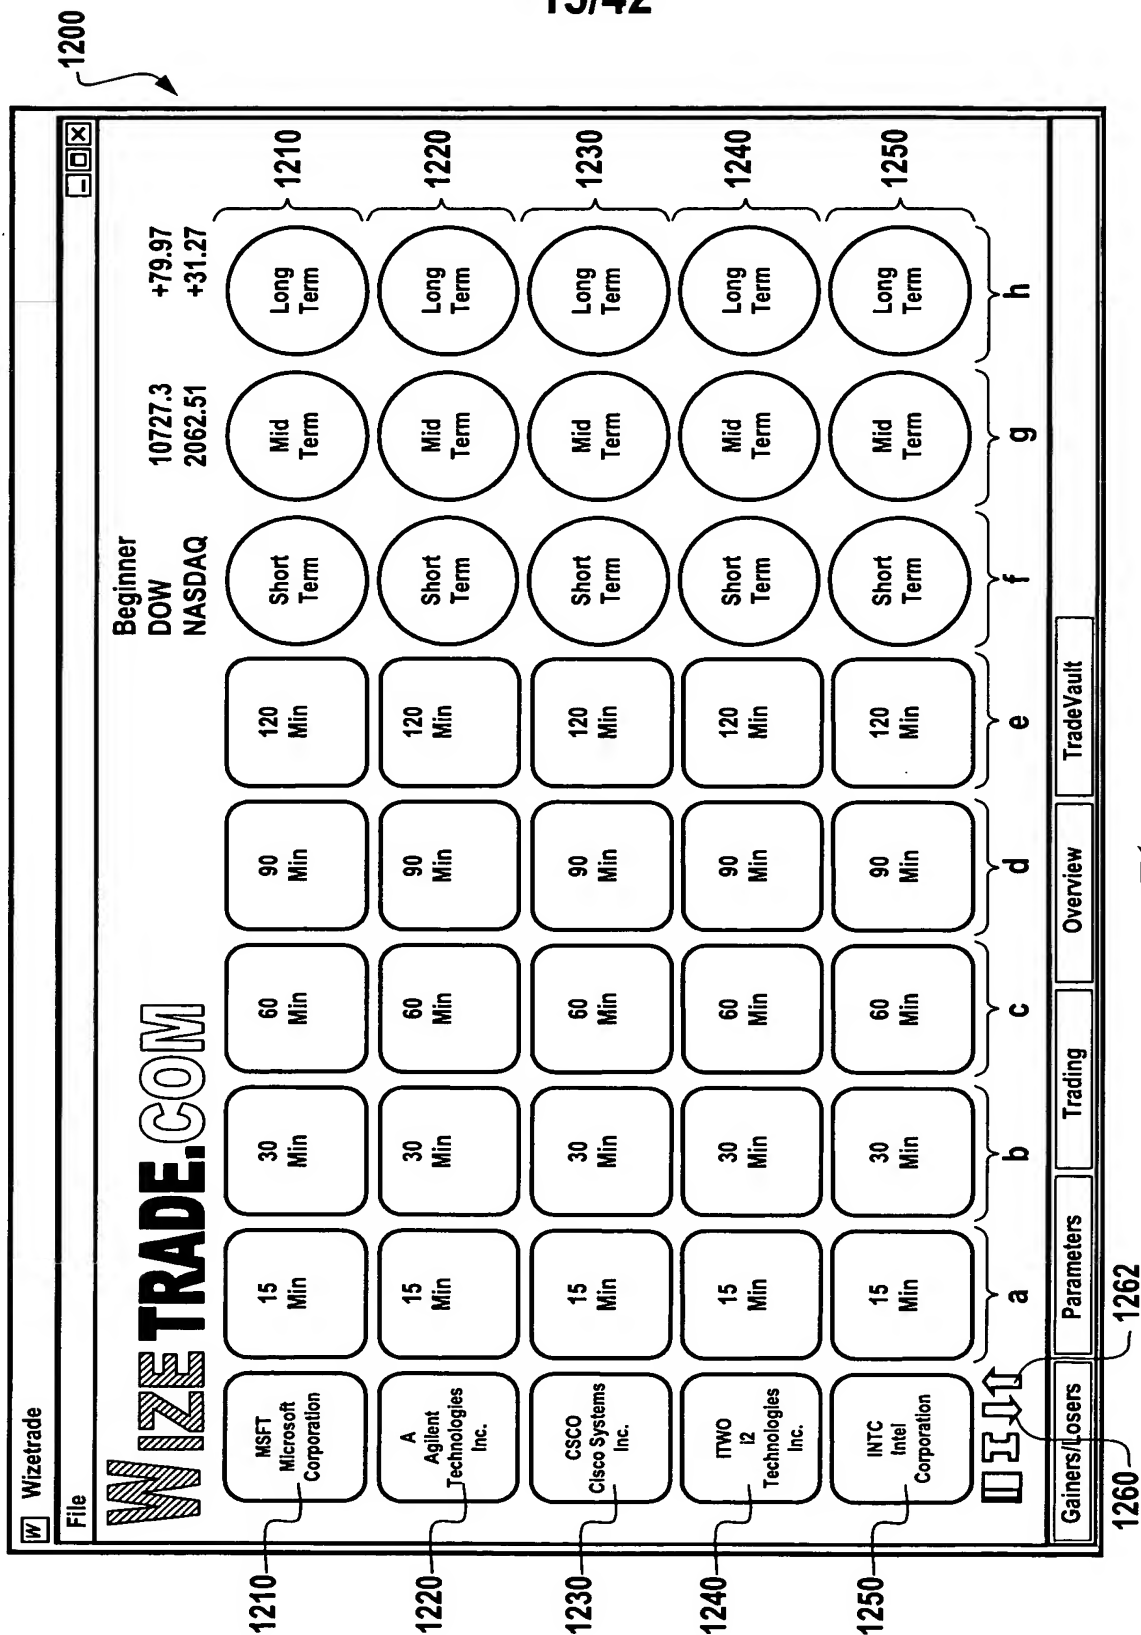 15/42
1200
W Wizetrade
File
WIZETRADE.COM
Beginner
DOW 10727.3 +79.97
NASDAQ 2062.51 +31.27
1210
MSFT
Microsoft
Corporation
15
Min
30
Min
60
Min
90
Min
120
Min
Short
Term
Mid
Term
Long
Term
1210
1220
A
Agilent
Technologies
Inc.
15
Min
30
Min
60
Min
90
Min
120
Min
Short
Term
Mid
Term
Long
Term
1220
1230
CSCO
Cisco Systems
Inc.
15
Min
30
Min
60
Min
90
Min
120
Min
Short
Term
Mid
Term
Long
Term
1230
1240
ITWO
I2
Technologies
Inc.
15
Min
30
Min
60
Min
90
Min
120
Min
Short
Term
Mid
Term
Long
Term
1240
1250
INTC
Intel
Corporation
15
Min
30
Min
60
Min
90
Min
120
Min
Short
Term
Mid
Term
Long
Term
1250
a b c d e f g h
Gainers/Losers Parameters Trading Overview TradeVault
1260 1262